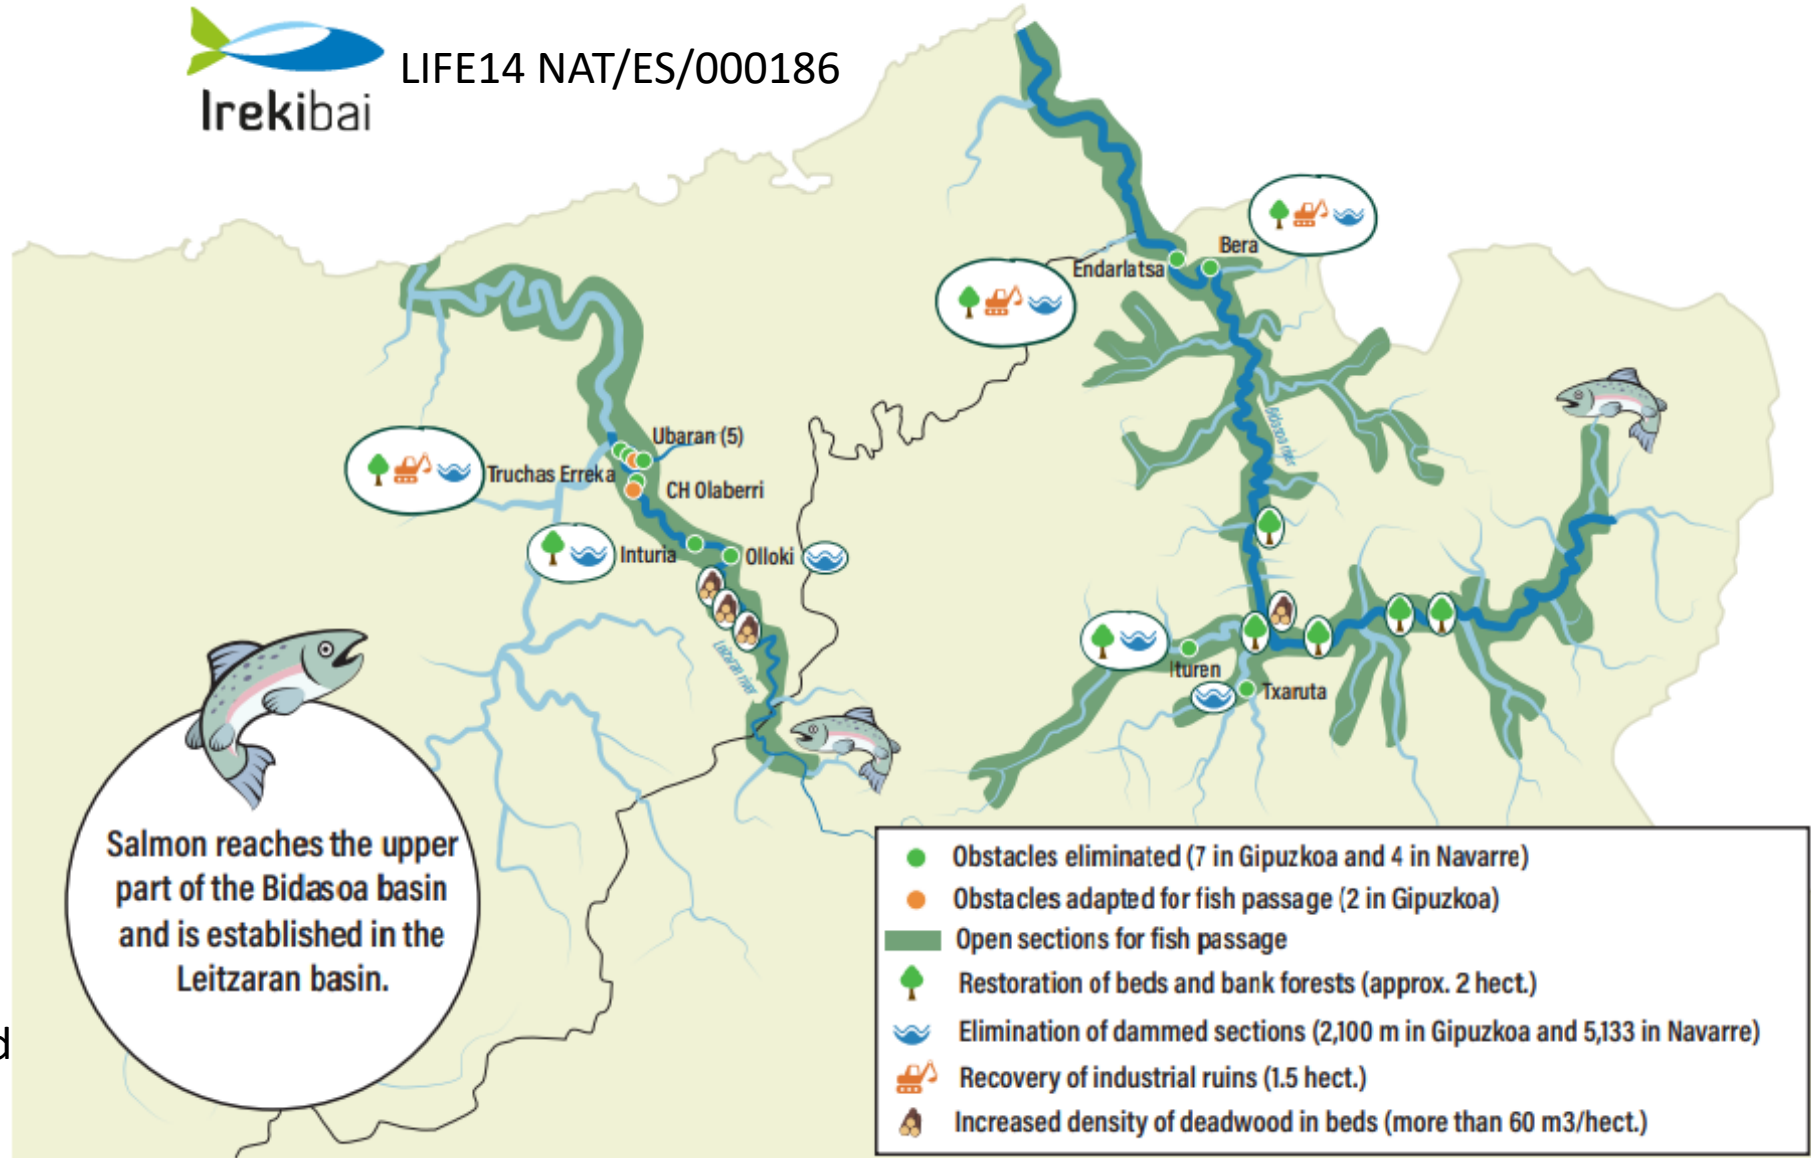 Irekibai
LIFE14 NAT/ES/000186
Bera
Endarlatsa
Bidasoa river
Ubaran (5)
Truchas Erreka
CH Olaberri
Inturia
Olloki
Leitzaran river
Ituren
Txaruta
Salmon reaches the upper
part of the Bidasoa basin
and is established in the
Leitzaran basin.
d
Obstacles eliminated (7 in Gipuzkoa and 4 in Navarre)
Obstacles adapted for fish passage (2 in Gipuzkoa)
Open sections for fish passage
Restoration of beds and bank forests (approx. 2 hect.)
Elimination of dammed sections (2,100 m in Gipuzkoa and 5,133 in Navarre)
Recovery of industrial ruins (1.5 hect.)
Increased density of deadwood in beds (more than 60 m3/hect.)